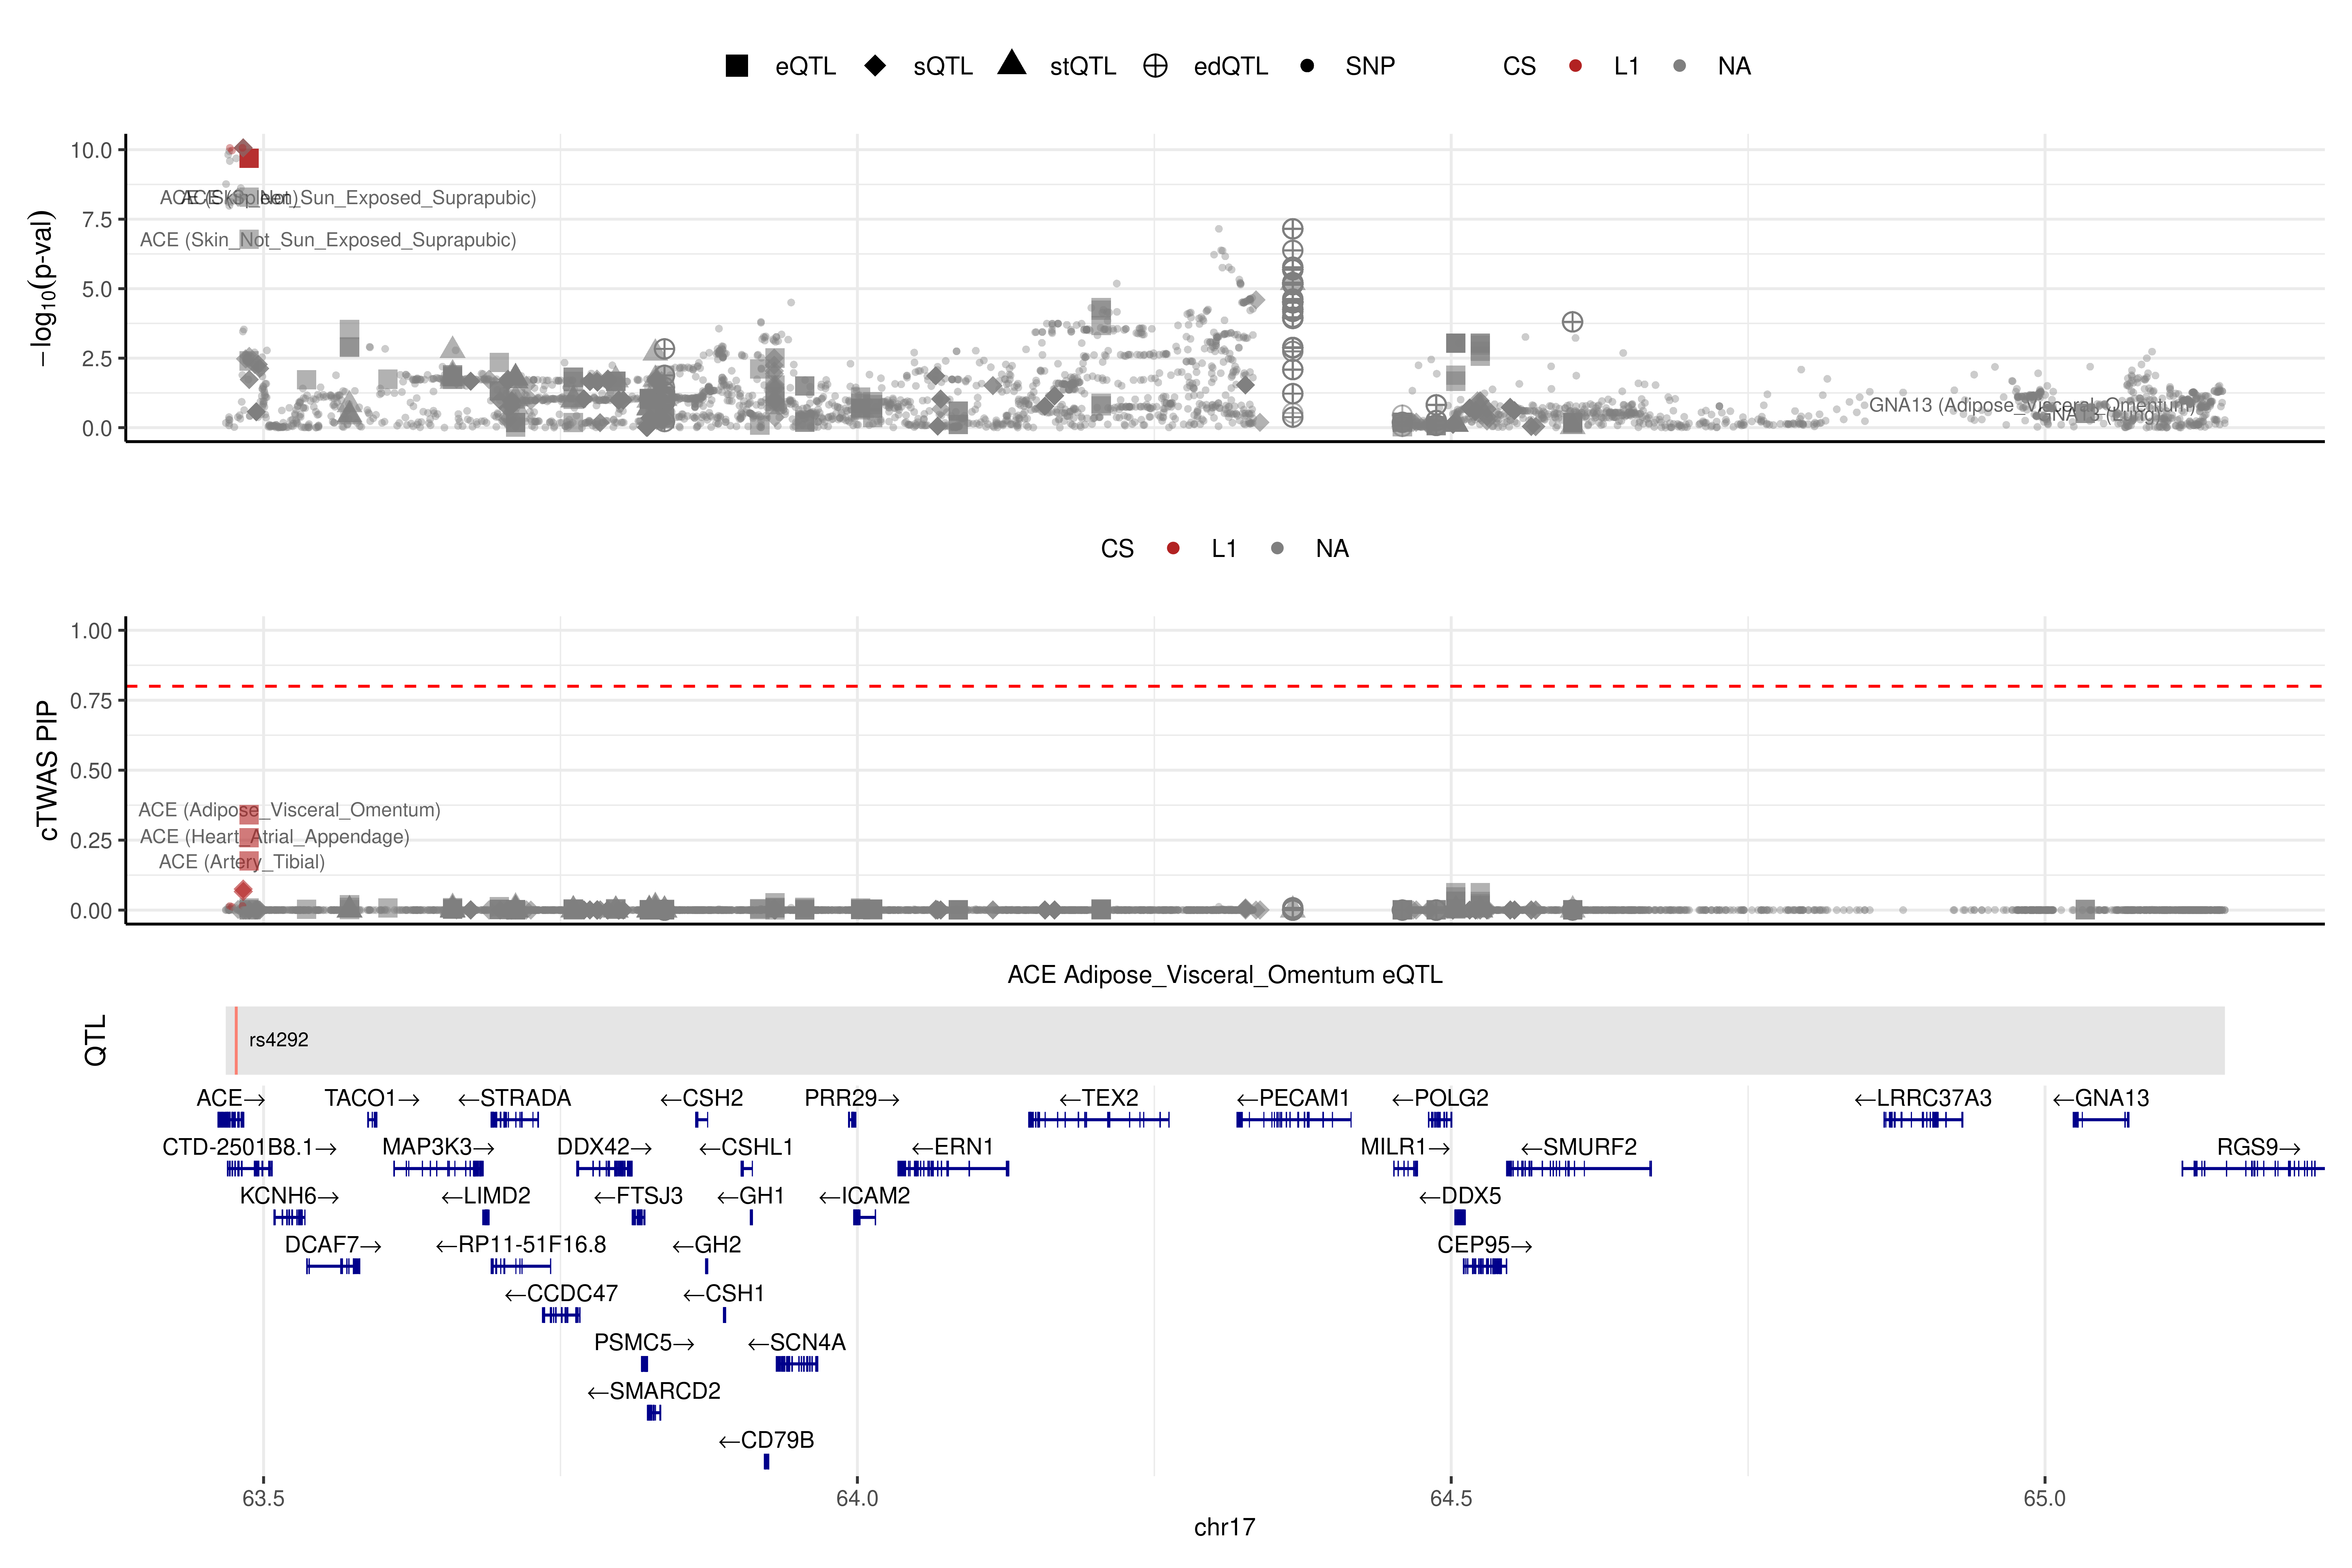 eQTL sQTL stQTL edQTL SNP CS L1 NA
−log10(p-val)
10.0
7.5
5.0
2.5
0.0
ACE (Spleen)
ACE (Skin_Not_Sun_Exposed_Suprapubic)
ACE (Skin_Not_Sun_Exposed_Suprapubic)
GNA13 (Adipose_Visceral_Omentum)
GNA13 (Lung)
CS L1 NA
cTWAS PIP
1.00
0.75
0.50
0.25
0.00
ACE (Adipose_Visceral_Omentum)
ACE (Heart_Atrial_Appendage)
ACE (Artery_Tibial)
ACE Adipose_Visceral_Omentum eQTL
QTL
rs4292
ACE→ TACO1→ ←STRADA ←CSH2 PRR29→ ←TEX2 ←PECAM1 ←POLG2 ←LRRC37A3 ←GNA13
CTD-2501B8.1→ MAP3K3→ DDX42→ ←CSHL1 ←ERN1 MILR1→ ←SMURF2 RGS9→
KCNH6→ ←LIMD2 ←FTSJ3 ←GH1 ←ICAM2 ←DDX5
DCAF7→ ←RP11-51F16.8 ←GH2 CEP95→
←CCDC47 ←CSH1
PSMC5→ ←SCN4A
←SMARCD2
←CD79B
63.5 64.0 64.5 65.0
chr17